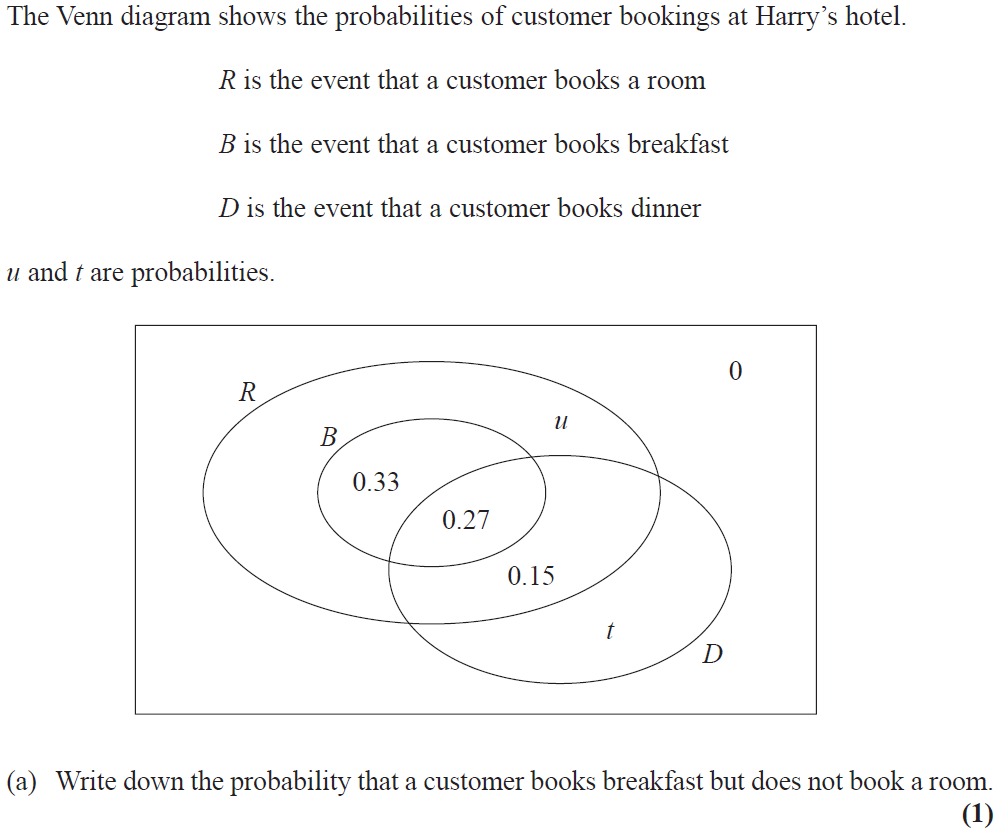 The Venn diagram shows the probabilities of customer bookings at Harry’s hotel.
R is the event that a customer books a room
B is the event that a customer books breakfast
D is the event that a customer books dinner
u and t are probabilities.
0
R
u
B
0.33
0.27
0.15
t
D
(a) Write down the probability that a customer books breakfast but does not book a room.
(1)